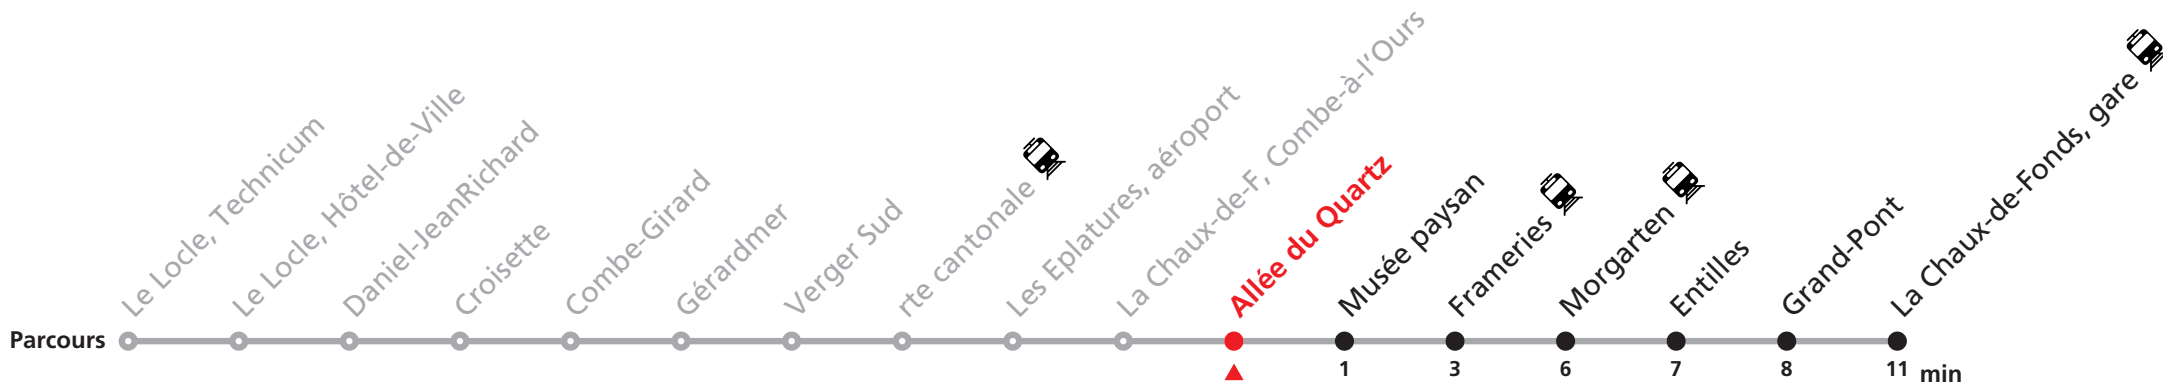 Le Locle, Technicum
Le Locle, Hôtel-de-Ville
Daniel-JeanRichard
Croisette
Combe-Girard
Gérardmer
Verger Sud
rte cantonale
Les Eplatures, aéroport
La Chaux-de-F, Combe-à-l'Ours
Allée du Quartz
Musée paysan
Frameries
Morgarten
Entilles
Grand-Pont
La Chaux-de-Fonds, gare
Parcours
1 3 6 7 8 11 min